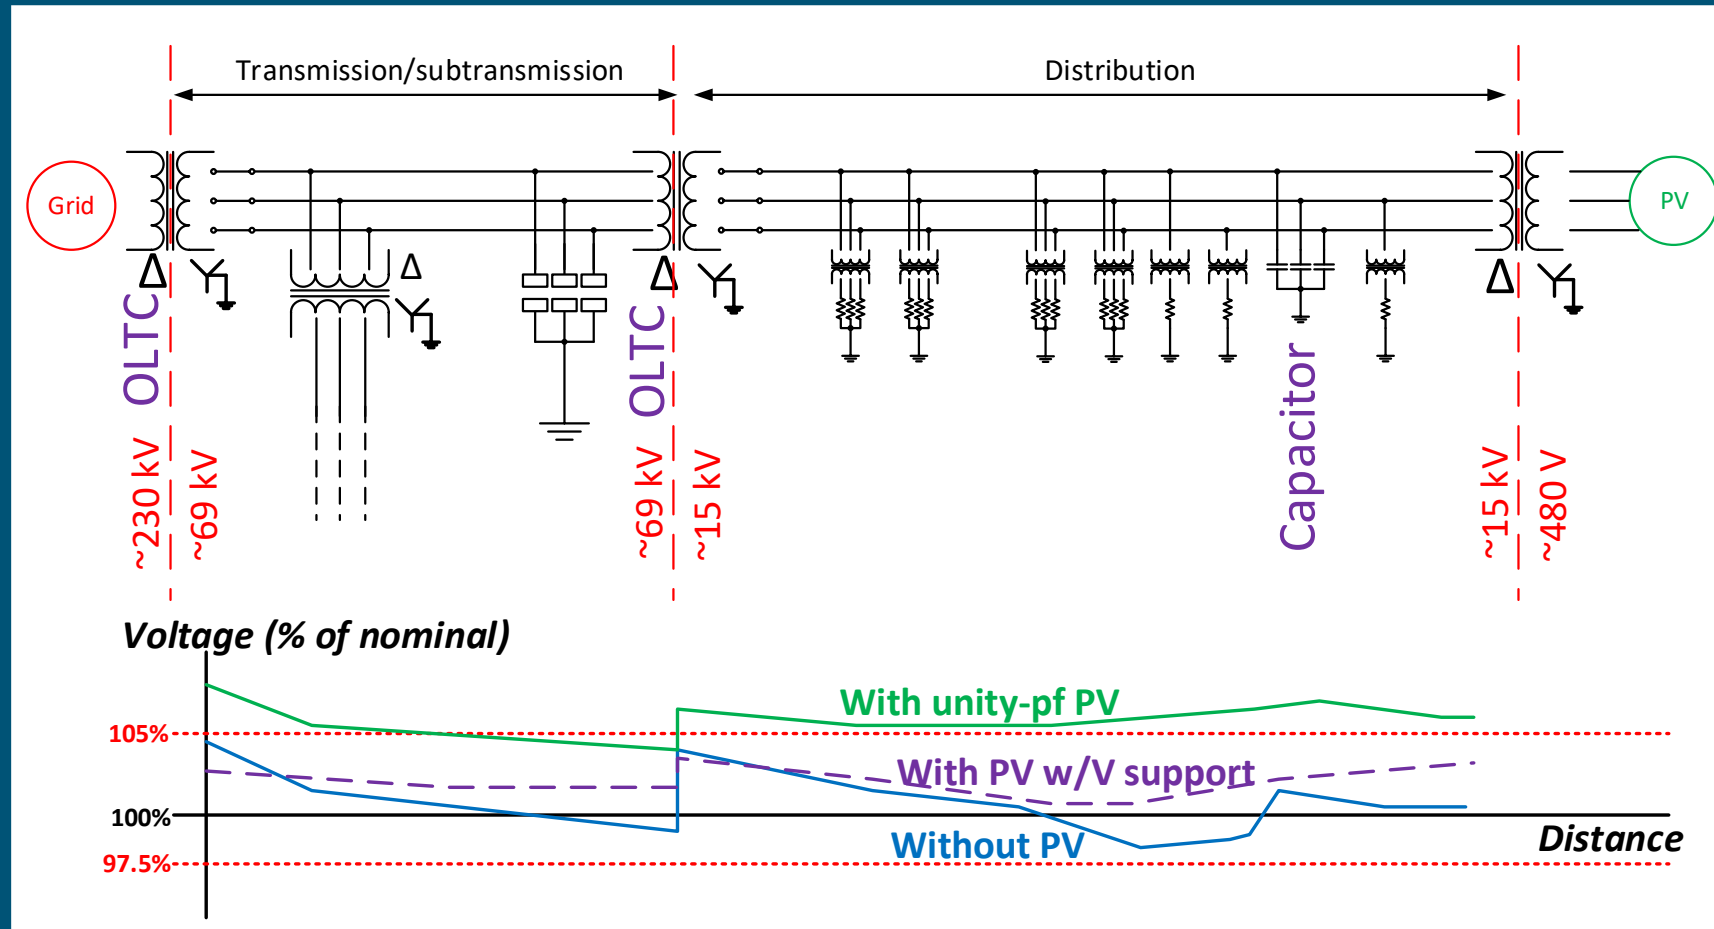 Transmission/subtransmission
Distribution
Grid
PV
Δ
Δ
Δ
Δ
OLTC
OLTC
Capacitor
~230 kV
~69 kV
~69 kV
~15 kV
~15 kV
~480 V
Voltage (% of nominal)
With unity-pf PV
105%
With PV w/V support
100%
Distance
Without PV
97.5%